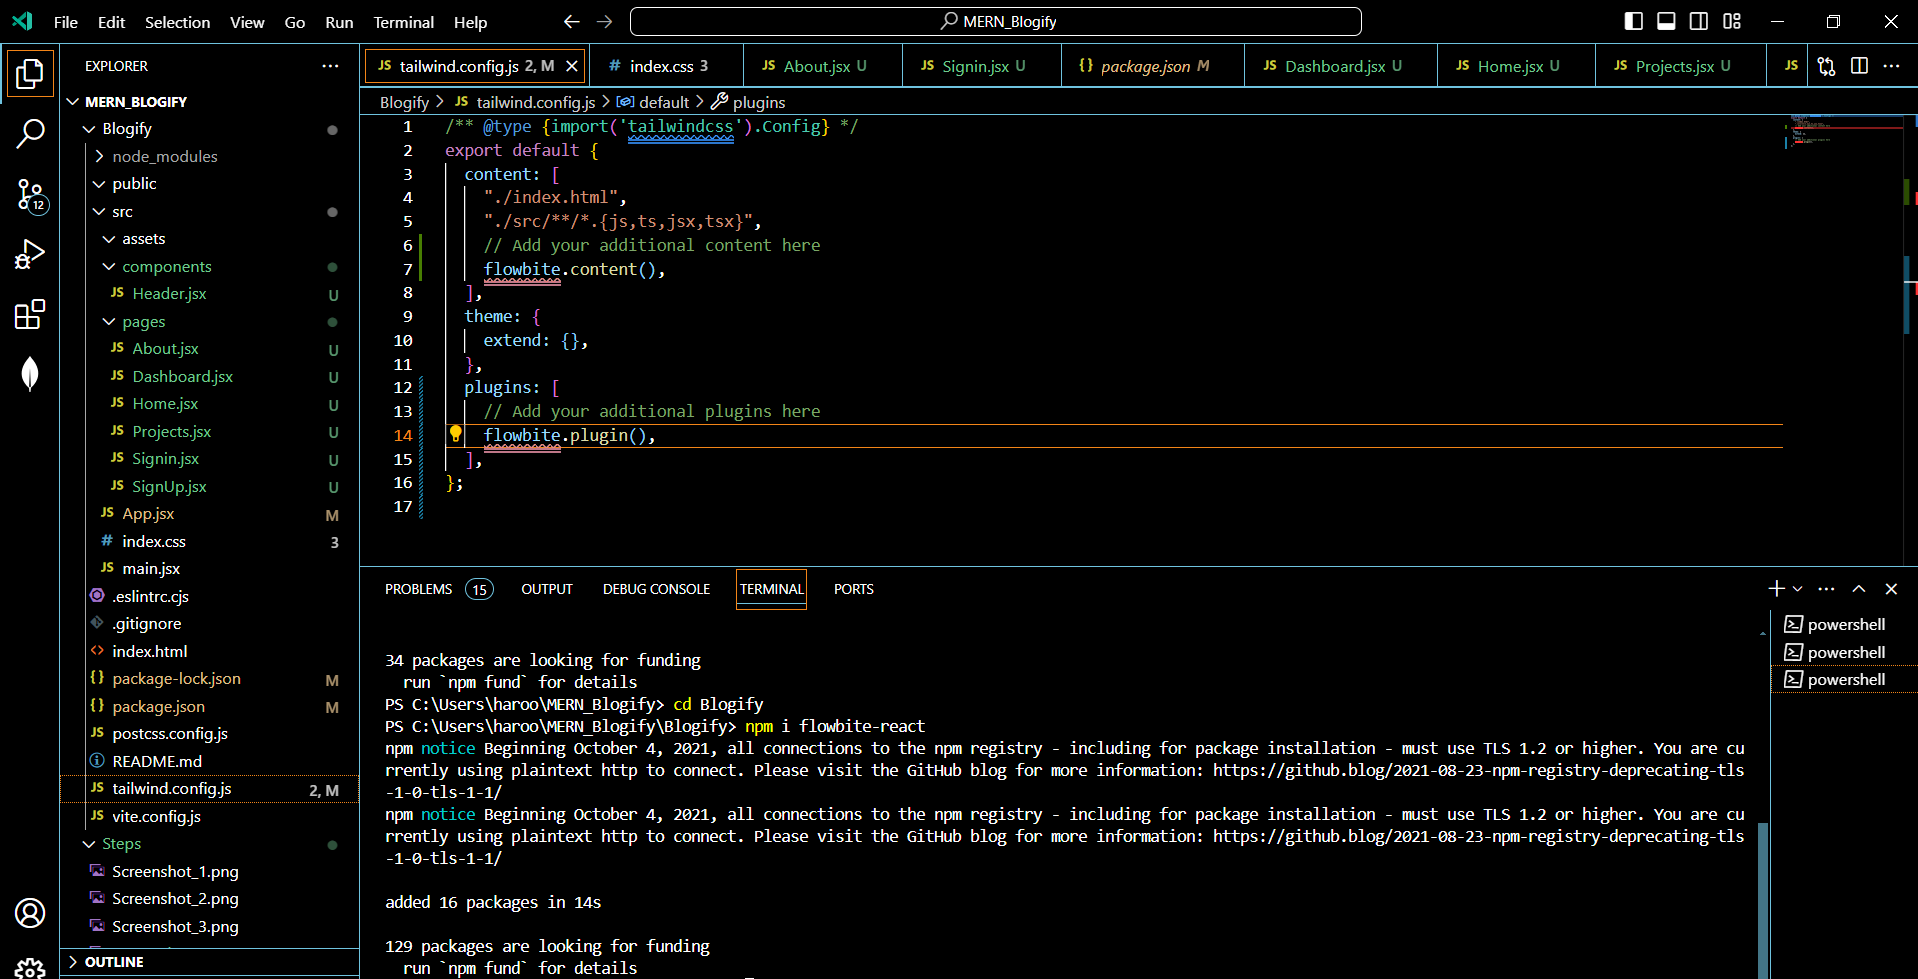 File Edit Selection View Go Run Terminal Help
MERN_Blogify
EXPLORER
MERN_BLOGIFY
Blogify
node_modules
public
src
assets
components
JS Header.jsx U
pages
JS About.jsx U
JS Dashboard.jsx U
JS Home.jsx U
JS Projects.jsx U
JS Signin.jsx U
JS SignUp.jsx U
JS App.jsx M
# index.css 3
JS main.jsx
.eslintrc.cjs
.gitignore
<> index.html
{} package-lock.json M
{} package.json M
JS postcss.config.js
README.md
JS tailwind.config.js 2, M
JS vite.config.js
Steps
Screenshot_1.png
Screenshot_2.png
Screenshot_3.png
OUTLINE
12
JS tailwind.config.js 2, M
# index.css 3
JS About.jsx U
JS Signin.jsx U
{} package.json M
JS Dashboard.jsx U
JS Home.jsx U
JS Projects.jsx U
JS
Blogify > JS tailwind.config.js > default > plugins
1 /** @type {import('tailwindcss').Config} */
2 export default {
3 content: [
4 "./index.html",
5 "./src/**/*.{js,ts,jsx,tsx}",
6 // Add your additional content here
7 flowbite.content(),
8 ],
9 theme: {
10 extend: {},
11 },
12 plugins: [
13 // Add your additional plugins here
14 flowbite.plugin(),
15 ],
16 };
17
PROBLEMS 15 OUTPUT DEBUG CONSOLE TERMINAL PORTS
34 packages are looking for funding
run `npm fund` for details
PS C:\Users\haroo\MERN_Blogify> cd Blogify
PS C:\Users\haroo\MERN_Blogify\Blogify> npm i flowbite-react
npm notice Beginning October 4, 2021, all connections to the npm registry - including for package installation - must use TLS 1.2 or higher. You are cu
rrently using plaintext http to connect. Please visit the GitHub blog for more information: https://github.blog/2021-08-23-npm-registry-deprecating-tls
-1-0-tls-1-1/
npm notice Beginning October 4, 2021, all connections to the npm registry - including for package installation - must use TLS 1.2 or higher. You are cu
rrently using plaintext http to connect. Please visit the GitHub blog for more information: https://github.blog/2021-08-23-npm-registry-deprecating-tls
-1-0-tls-1-1/
added 16 packages in 14s
129 packages are looking for funding
run `npm fund` for details
powershell
powershell
powershell